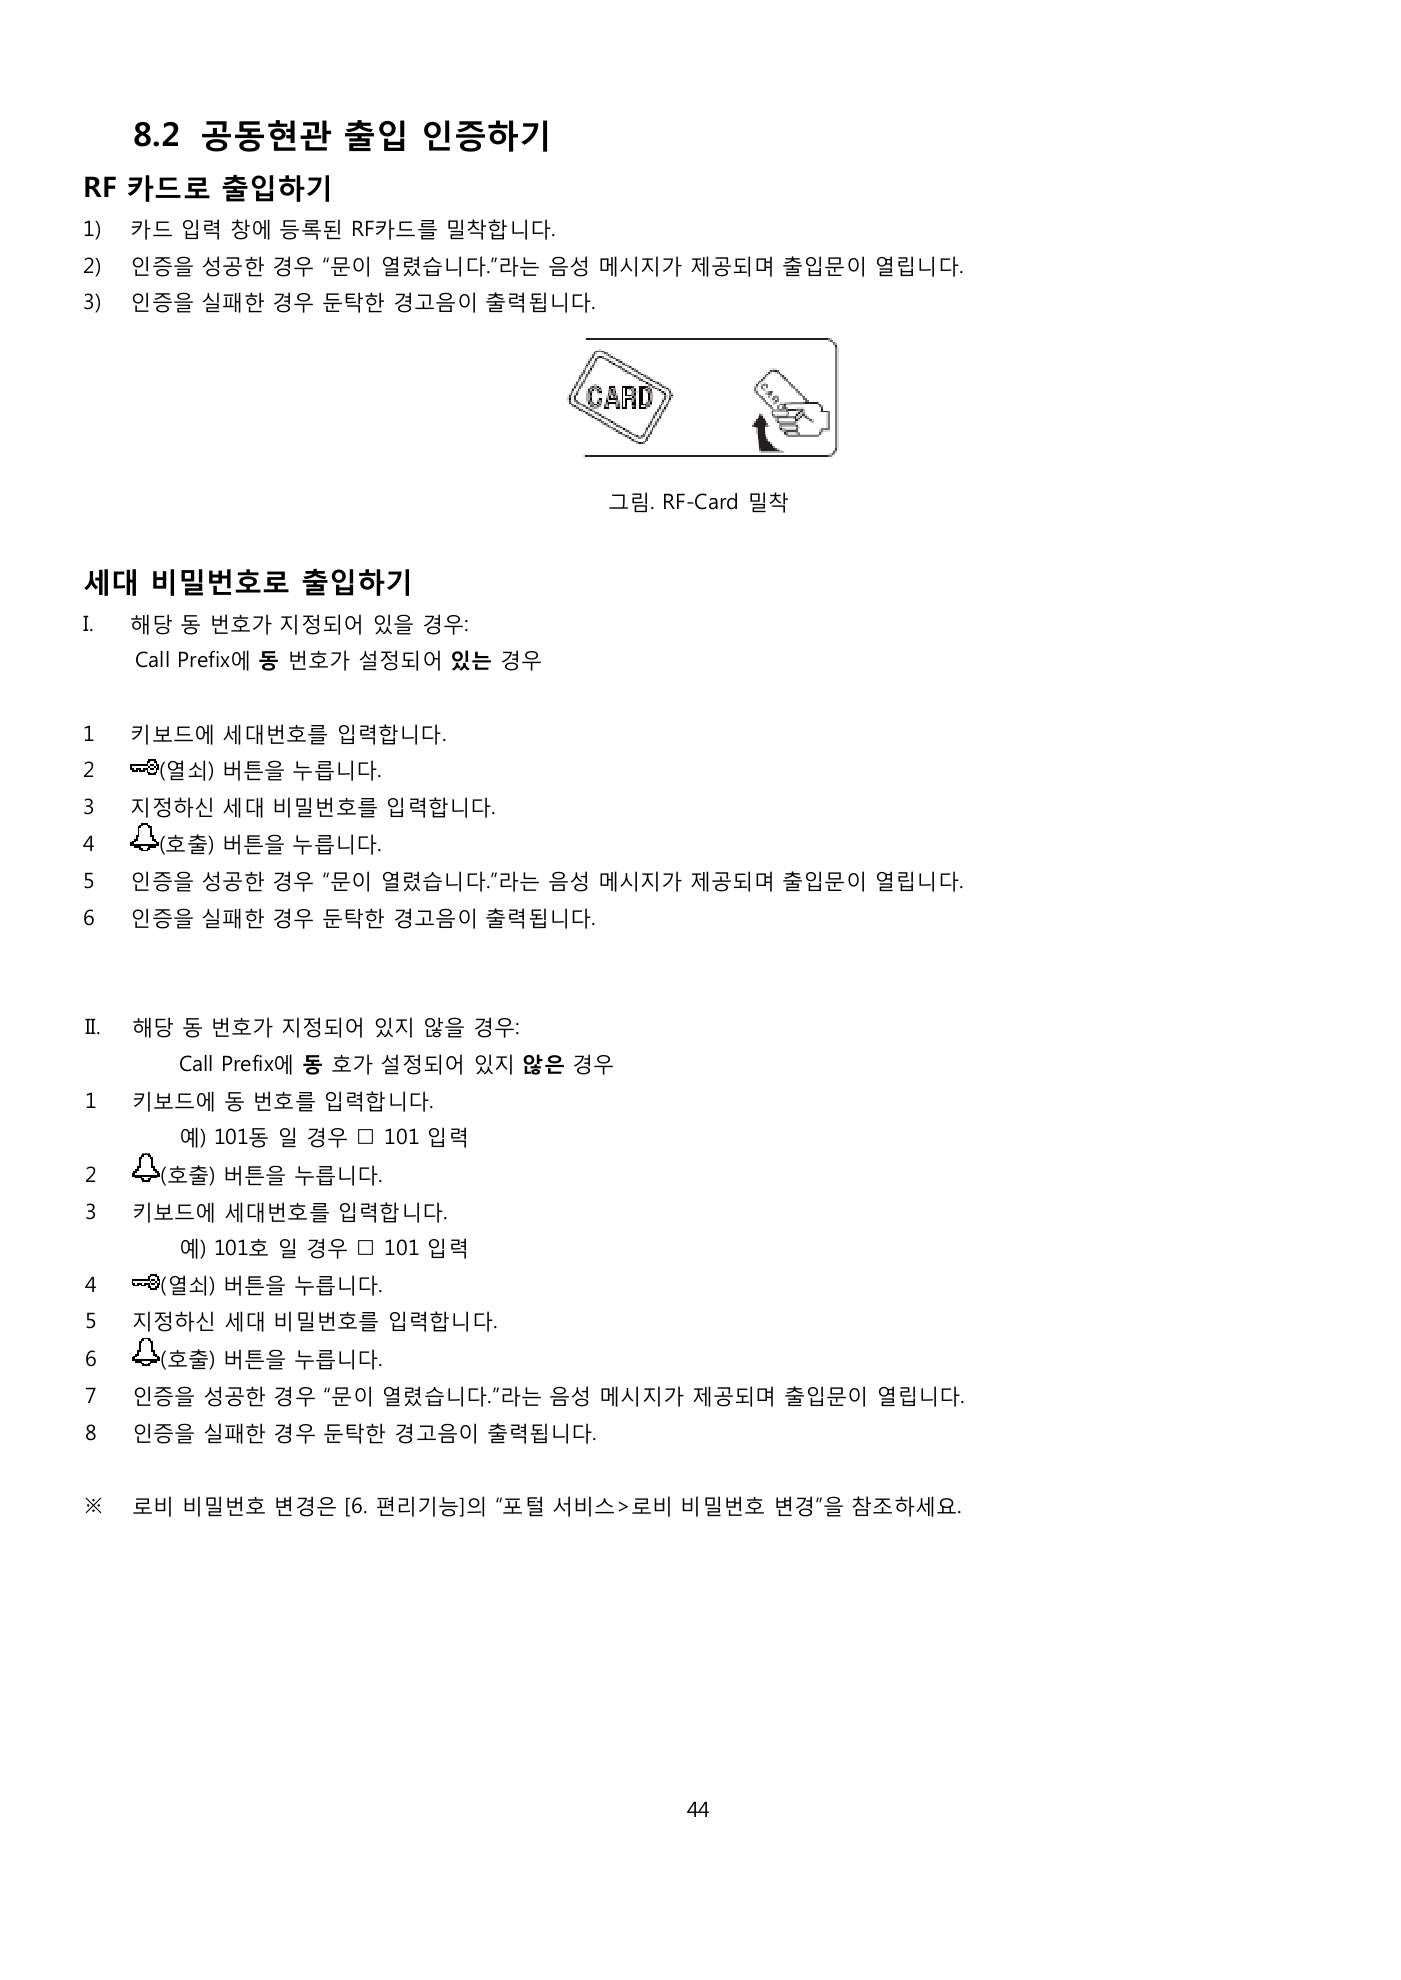 8.2 공동현관 출입 인증하기
RF 카드로 출입하기
1) 카드 입력 창에 등록된 RF카드를 밀착합니다.
2) 인증을 성공한 경우 “문이 열렸습니다.”라는 음성 메시지가 제공되며 출입문이 열립니다.
3) 인증을 실패한 경우 둔탁한 경고음이 출력됩니다.
CARD CARD
그림. RF-Card 밀착
세대 비밀번호로 출입하기
I. 해당 동 번호가 지정되어 있을 경우:
Call Prefix에 동 번호가 설정되어 있는 경우
1 키보드에 세대번호를 입력합니다.
2 (열쇠) 버튼을 누릅니다.
3 지정하신 세대 비밀번호를 입력합니다.
4 (호출) 버튼을 누릅니다.
5 인증을 성공한 경우 “문이 열렸습니다.”라는 음성 메시지가 제공되며 출입문이 열립니다.
6 인증을 실패한 경우 둔탁한 경고음이 출력됩니다.
II. 해당 동 번호가 지정되어 있지 않을 경우:
Call Prefix에 동 호가 설정되어 있지 않은 경우
1 키보드에 동 번호를 입력합니다.
예) 101동 일 경우 □ 101 입력
2 (호출) 버튼을 누릅니다.
3 키보드에 세대번호를 입력합니다.
예) 101호 일 경우 □ 101 입력
4 (열쇠) 버튼을 누릅니다.
5 지정하신 세대 비밀번호를 입력합니다.
6 (호출) 버튼을 누릅니다.
7 인증을 성공한 경우 “문이 열렸습니다.”라는 음성 메시지가 제공되며 출입문이 열립니다.
8 인증을 실패한 경우 둔탁한 경고음이 출력됩니다.
※ 로비 비밀번호 변경은 [6. 편리기능]의 “포털 서비스>로비 비밀번호 변경”을 참조하세요.
44